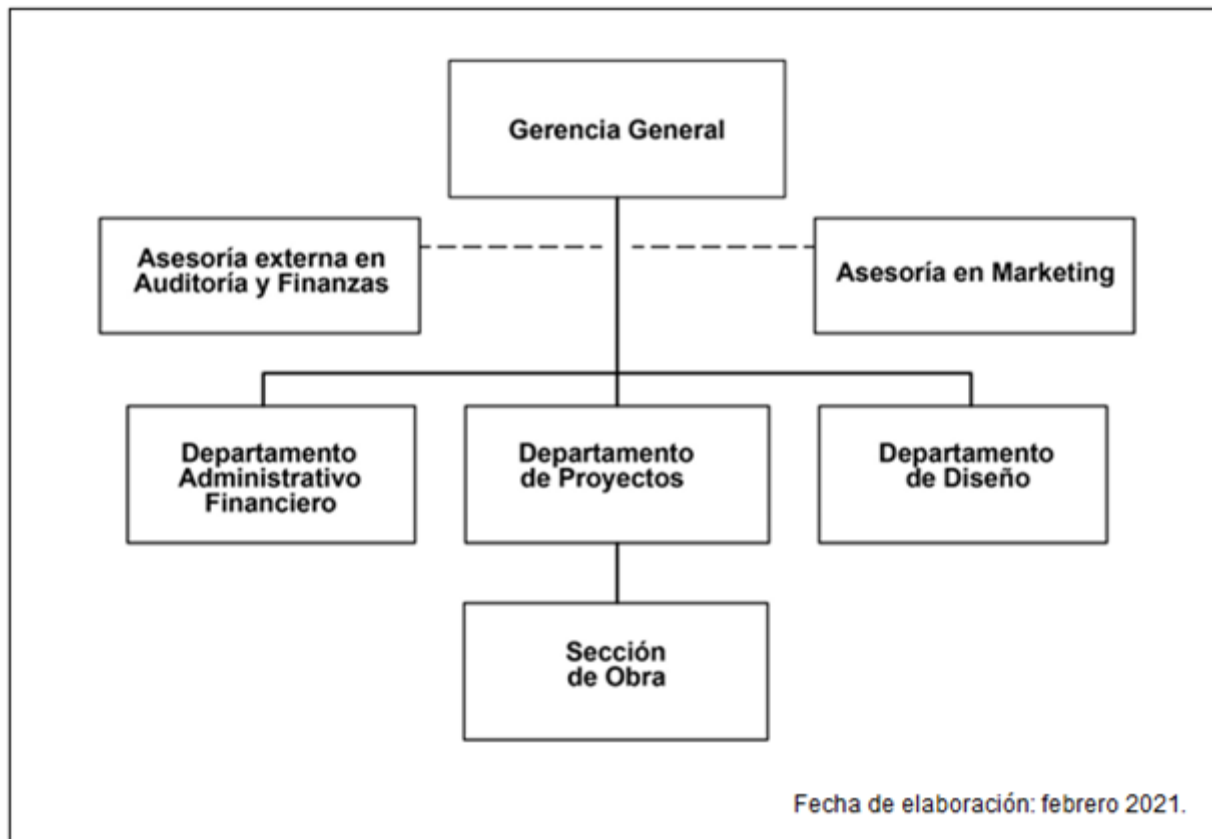 Gerencia General
Asesoría externa en
Auditoría y Finanzas
Asesoría en Marketing
Departamento
Administrativo
Financiero
Departamento
de Proyectos
Departamento
de Diseño
Sección
de Obra
Fecha de elaboración: febrero 2021.